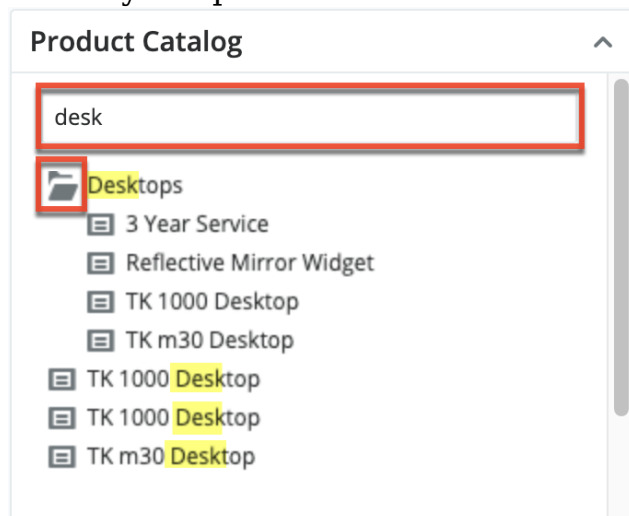 Product Catalog
desk
Desktops
3 Year Service
Reflective Mirror Widget
TK 1000 Desktop
TK m30 Desktop
TK 1000 Desktop
TK 1000 Desktop
TK m30 Desktop